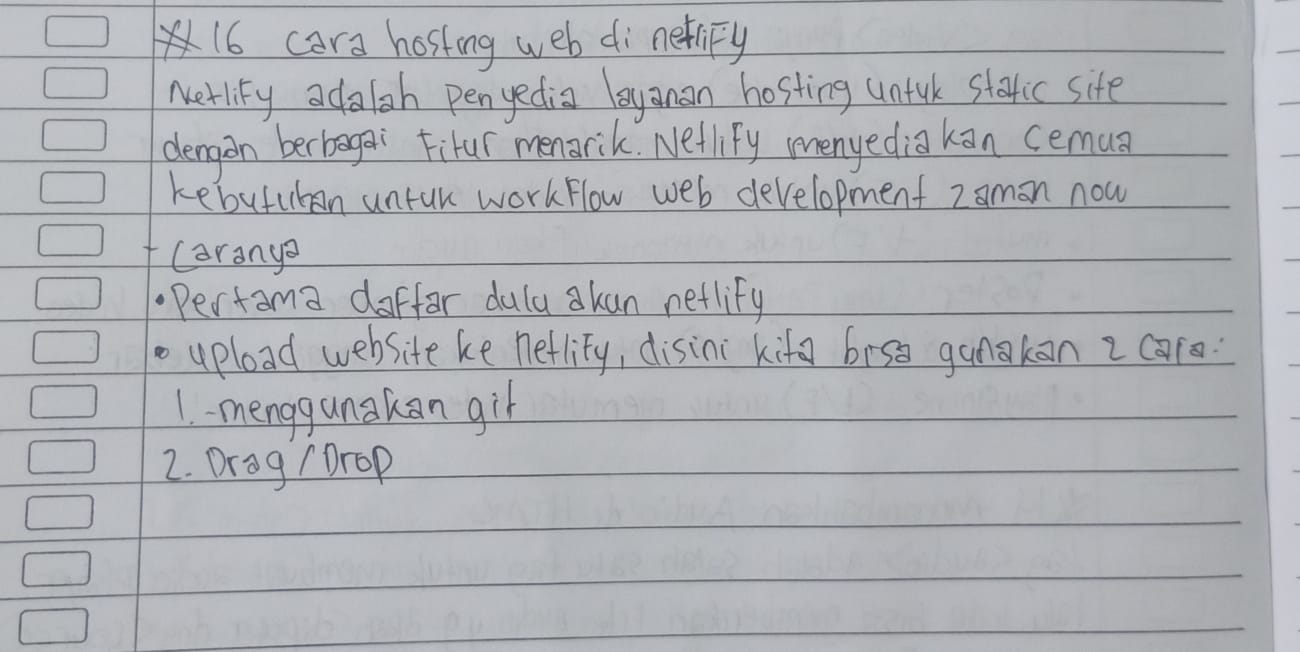 #16 cara hosting web di netlify
Netlify adalah penyedia layanan hosting untuk static site
dengan berbagai fitur menarik. Netlify menyediakan cemua
kebutuhan untuk workflow web development zaman now
- Caranya
• Pertama daftar dulu akun netlify
• upload website ke netlify, disini kita bisa gunakan 2 cara:
1. menggunakan git
2. Drag / Drop